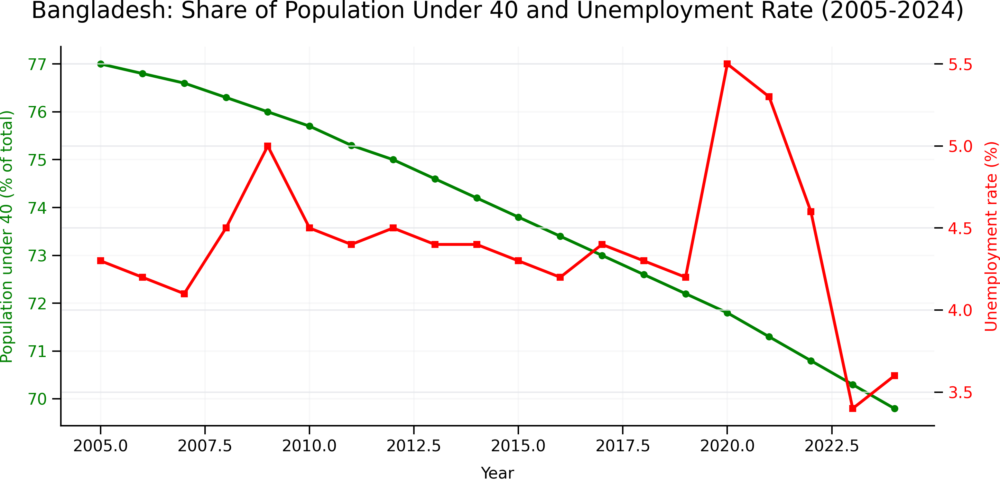 Bangladesh: Share of Population Under 40 and Unemployment Rate (2005-2024)
Population under 40 (% of total)
77
76
75
74
73
72
71
70
5.5
5.0
4.5
4.0
3.5
Unemployment rate (%)
2005.0 2007.5 2010.0 2012.5 2015.0 2017.5 2020.0 2022.5
Year